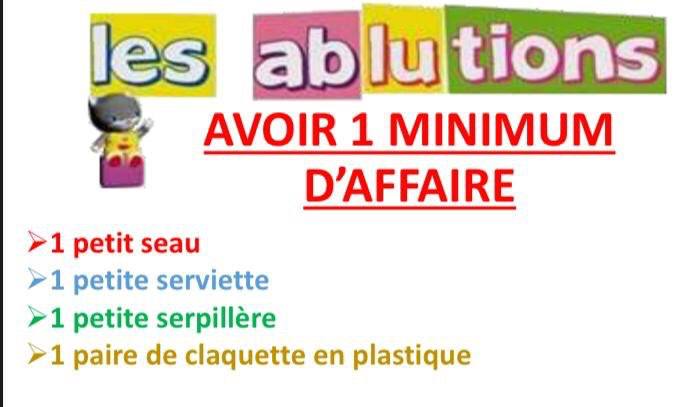 les ablutions
AVOIR 1 MINIMUM
D'AFFAIRE
➢1 petit seau
➢1 petite serviette
➢1 petite serpillère
➢1 paire de claquette en plastique